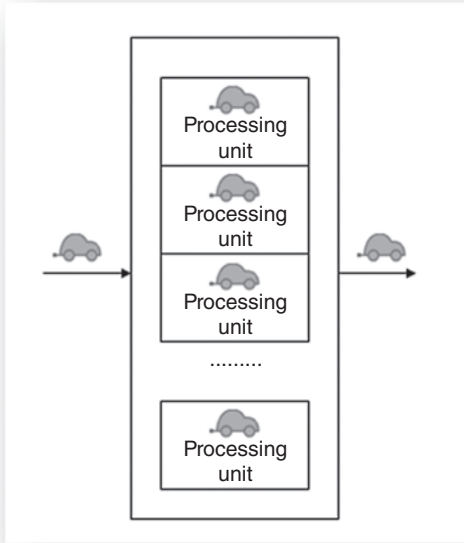 Processing
unit
Processing
unit
Processing
unit
.........
Processing
unit